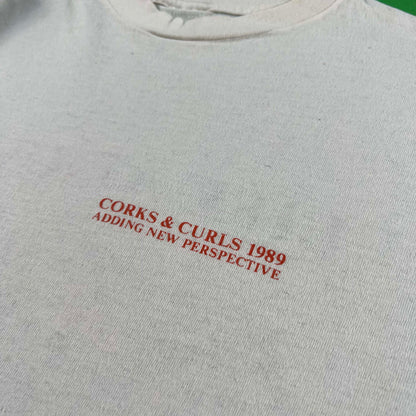 CORKS & CURLS 1989
ADDING NEW PERSPECTIVE